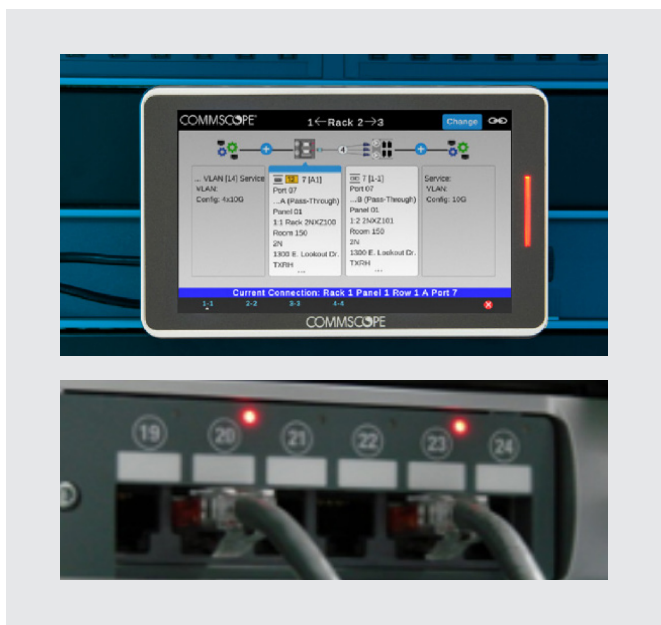 COMMSCOPE
1←Rack 2→3
Change
4
... VLAN [14] Service
VLAN:
Config: 4x10G
7 [A1]
Port 07
...A (Pass-Through)
Panel 01
1:1 Rack 2NXZ100
Room 150
2N
1300 E. Lookout Dr.
TXRH
...
7 [1-1]
Port 07
...B (Pass-Through)
Panel 01
1:2 2NXZ101
Room 150
2N
1300 E. Lookout Dr.
TXRH
...
Service:
VLAN:
Config: 10G
Current Connection: Rack 1 Panel 1 Row 1 A Port 7
1-1 2-2 3-3 4-4
COMMSCOPE
19 20 21 22 23 24